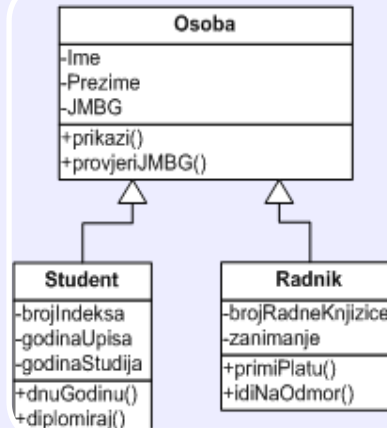 Osoba
-Ime
-Prezime
-JMBG
+prikazi()
+provjeriJMBG()
Student
-brojIndeksa
-godinaUpisa
-godinaStudija
+dnuGodinu()
+diplomiraj()
Radnik
-brojRadneKnjizice
-zanimanje
+primiPlatu()
+idiNaOdmor()